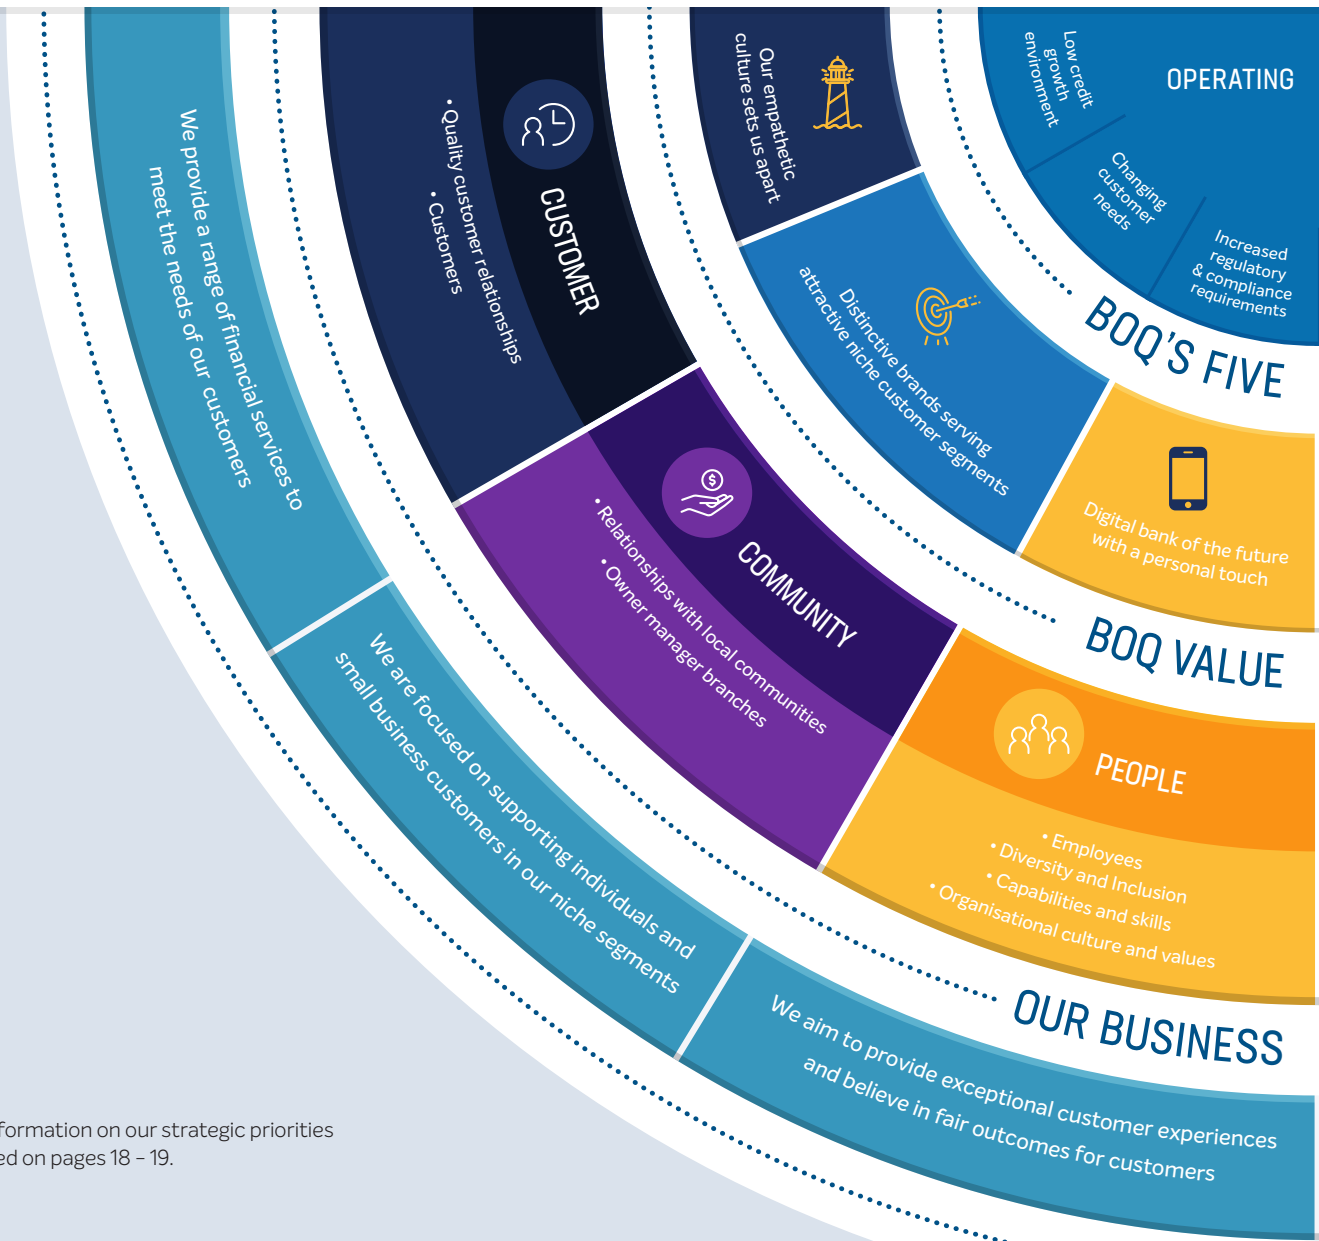 OPERATING
Low credit
growth
environment
Changing
customer
needs
Increased
regulatory
& compliance
requirements
BOQ'S FIVE
Our empathetic
culture sets us apart
Distinctive brands serving
attractive niche customer segments
Digital bank of the future
with a personal touch
BOQ VALUE
CUSTOMER
• Quality customer relationships
• Customers
COMMUNITY
• Relationships with local communities
• Owner manager branches
PEOPLE
• Employees
• Diversity and Inclusion
• Capabilities and skills
• Organisational culture and values
OUR BUSINESS
We provide a range of financial services to
meet the needs of our customers
We are focused on supporting individuals and
small business customers in our niche segments
We aim to provide exceptional customer experiences
and believe in fair outcomes for customers
formation on our strategic priorities
ed on pages 18 – 19.